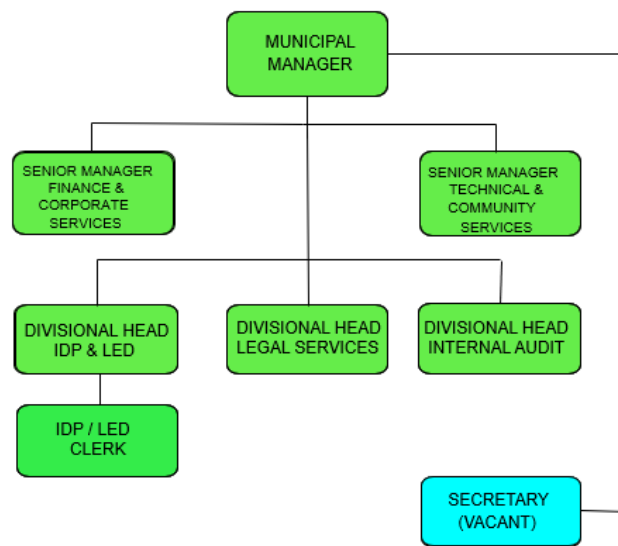 MUNICIPAL
MANAGER
SENIOR MANAGER
FINANCE &
CORPORATE
SERVICES
SENIOR MANAGER
TECHNICAL &
COMMUNITY
SERVICES
DIVISIONAL HEAD
IDP & LED
DIVISIONAL HEAD
LEGAL SERVICES
DIVISIONAL HEAD
INTERNAL AUDIT
IDP / LED
CLERK
SECRETARY
(VACANT)